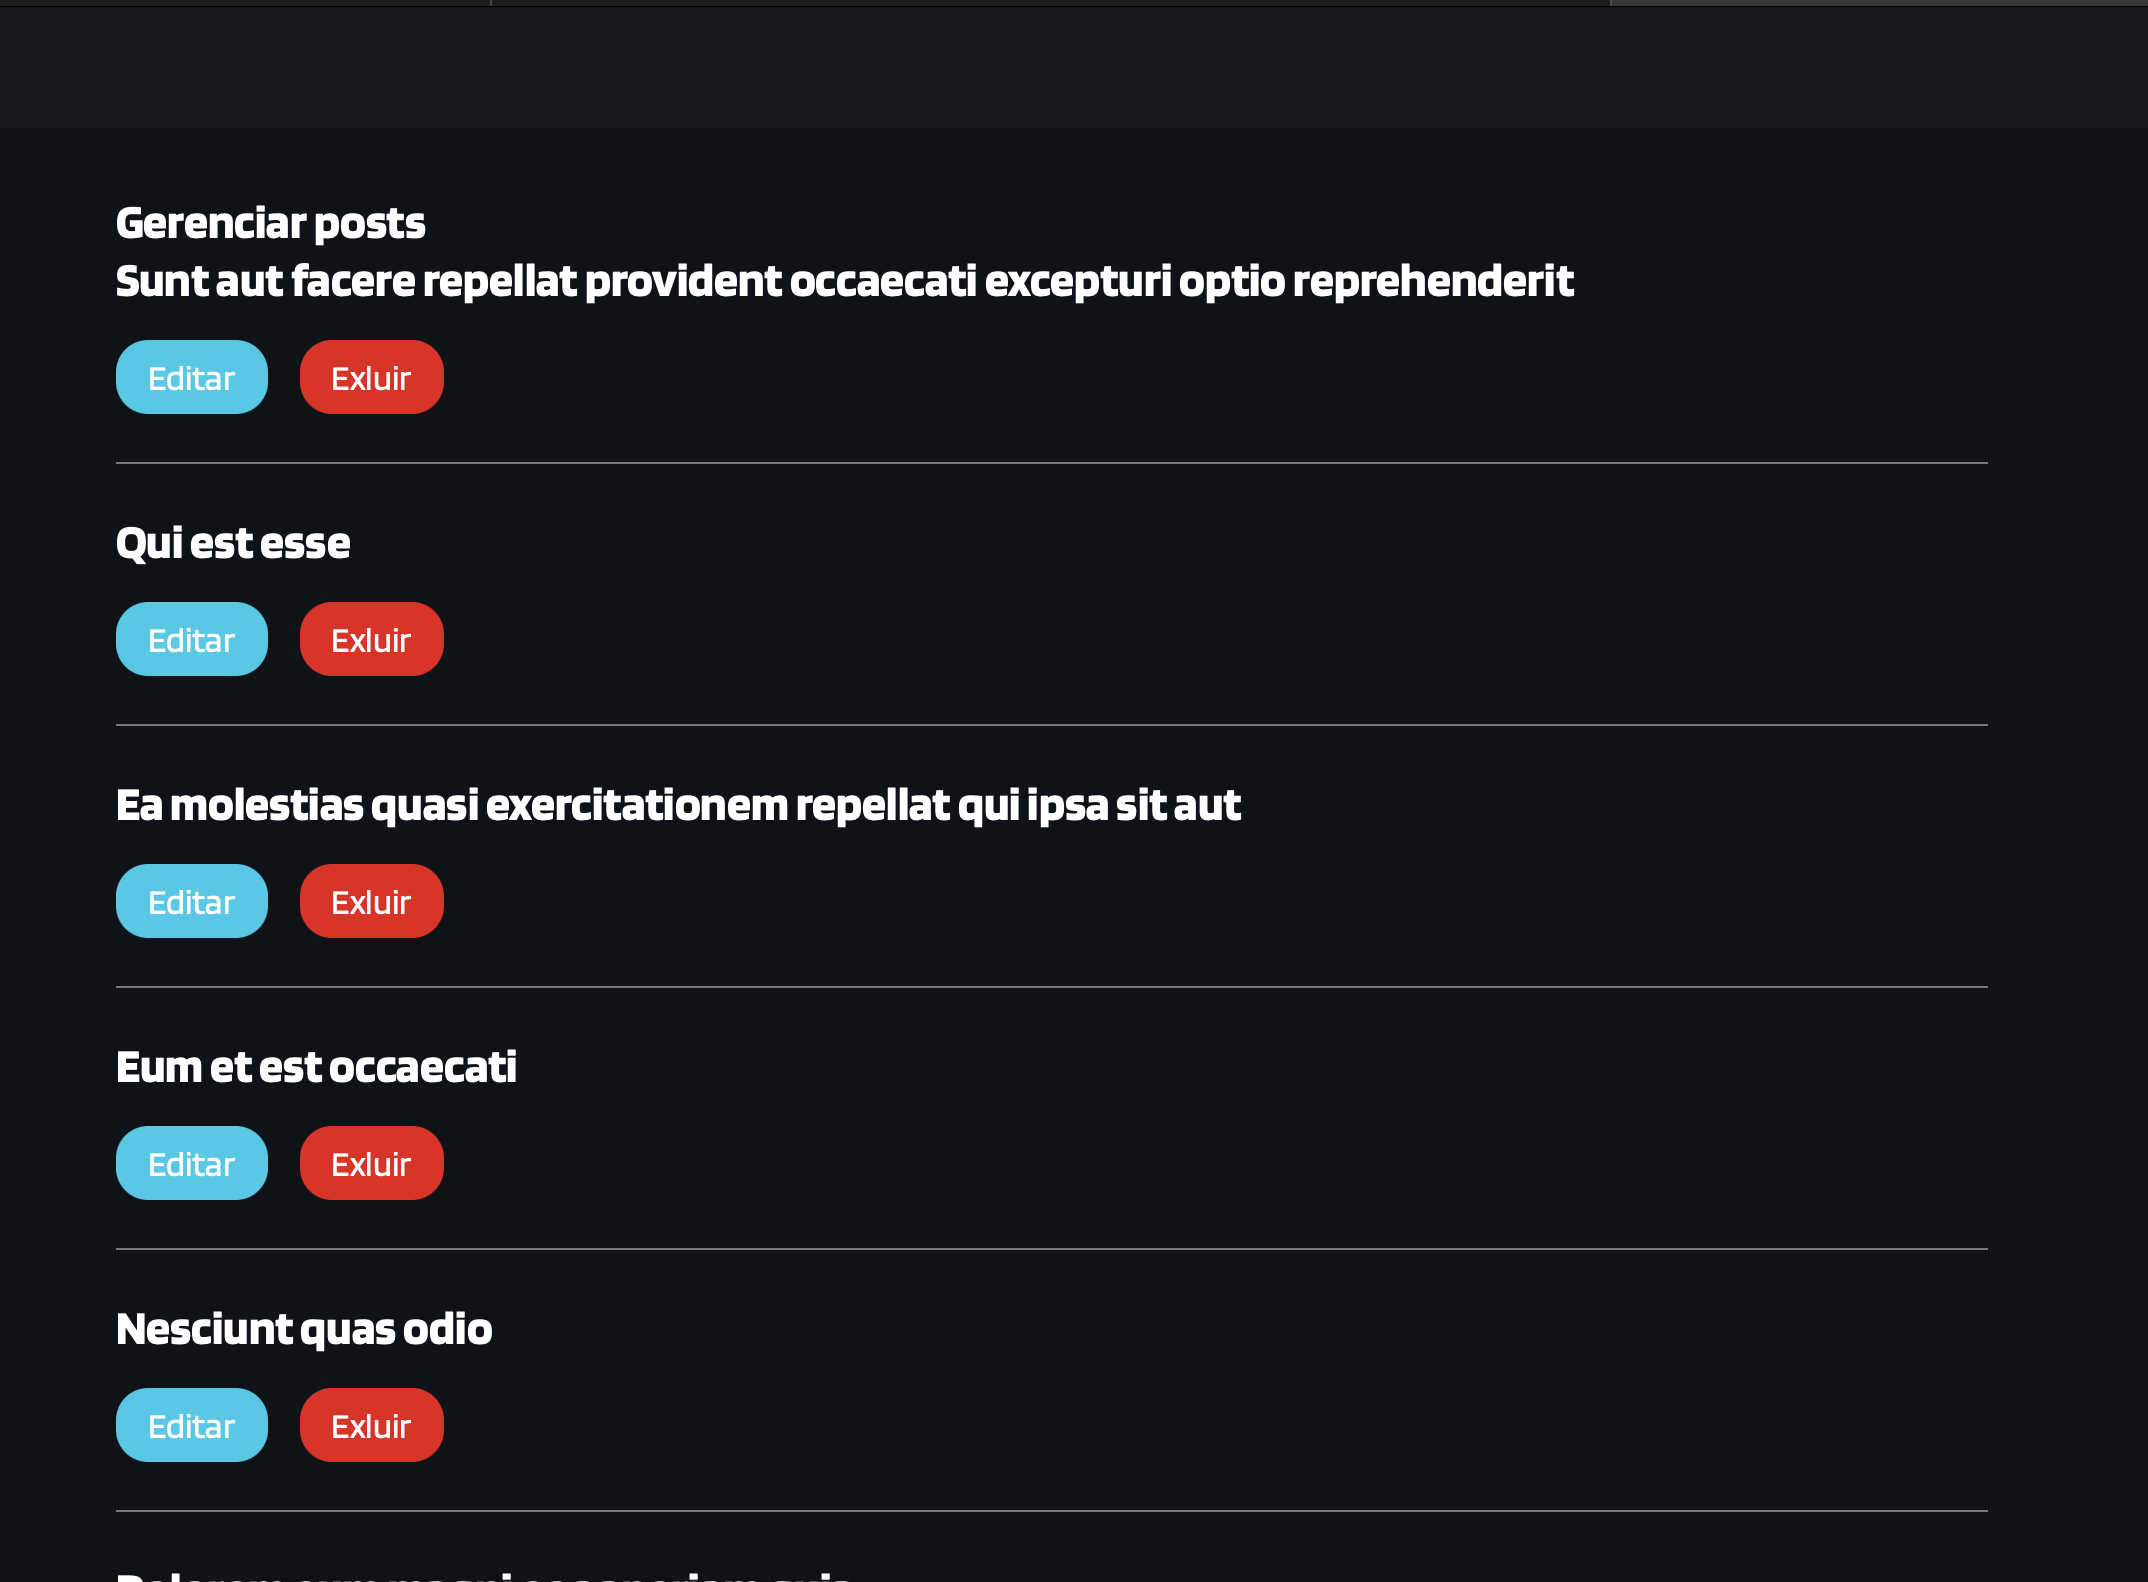 Gerenciar posts
Sunt aut facere repellat provident occaecati excepturi optio reprehenderit
Editar Exluir
Qui est esse
Editar Exluir
Ea molestias quasi exercitationem repellat qui ipsa sit aut
Editar Exluir
Eum et est occaecati
Editar Exluir
Nesciunt quas odio
Editar Exluir